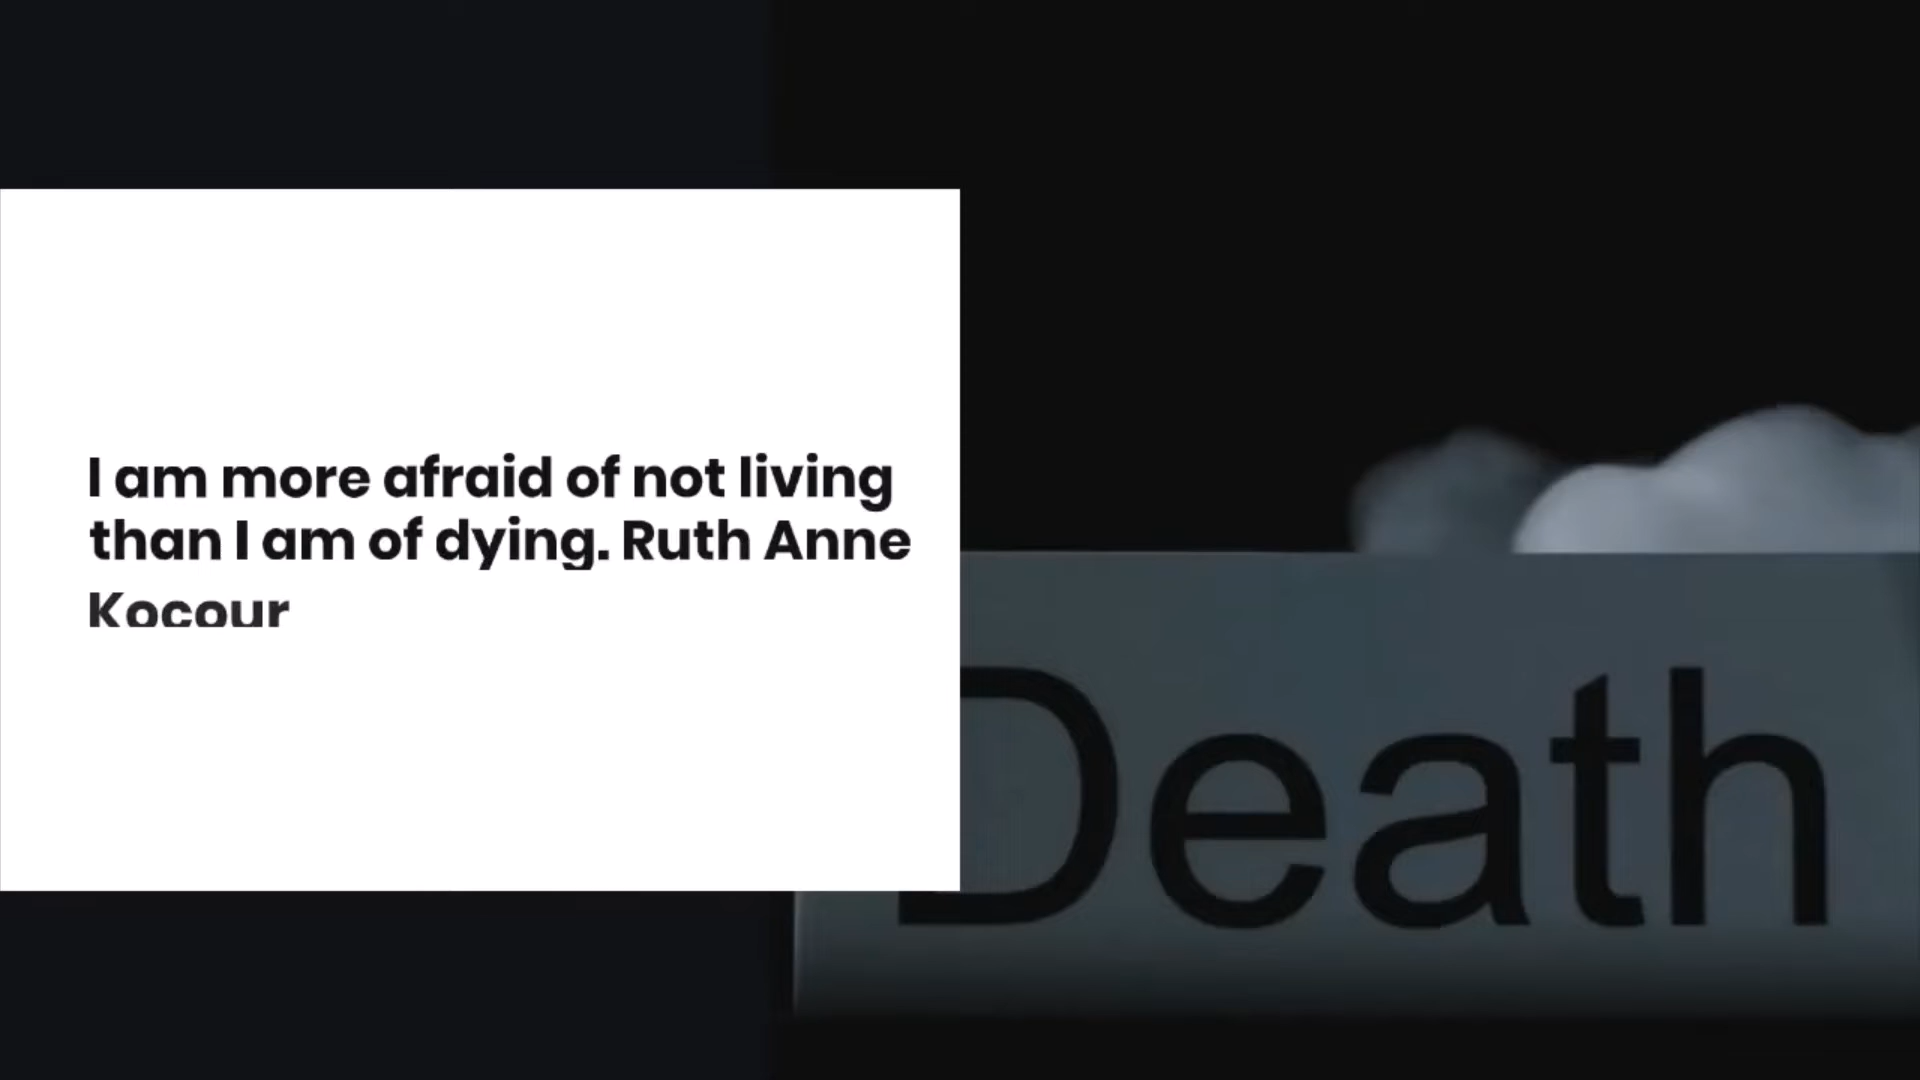 I am more afraid of not living
than I am of dying. Ruth Anne
Kocour
Death